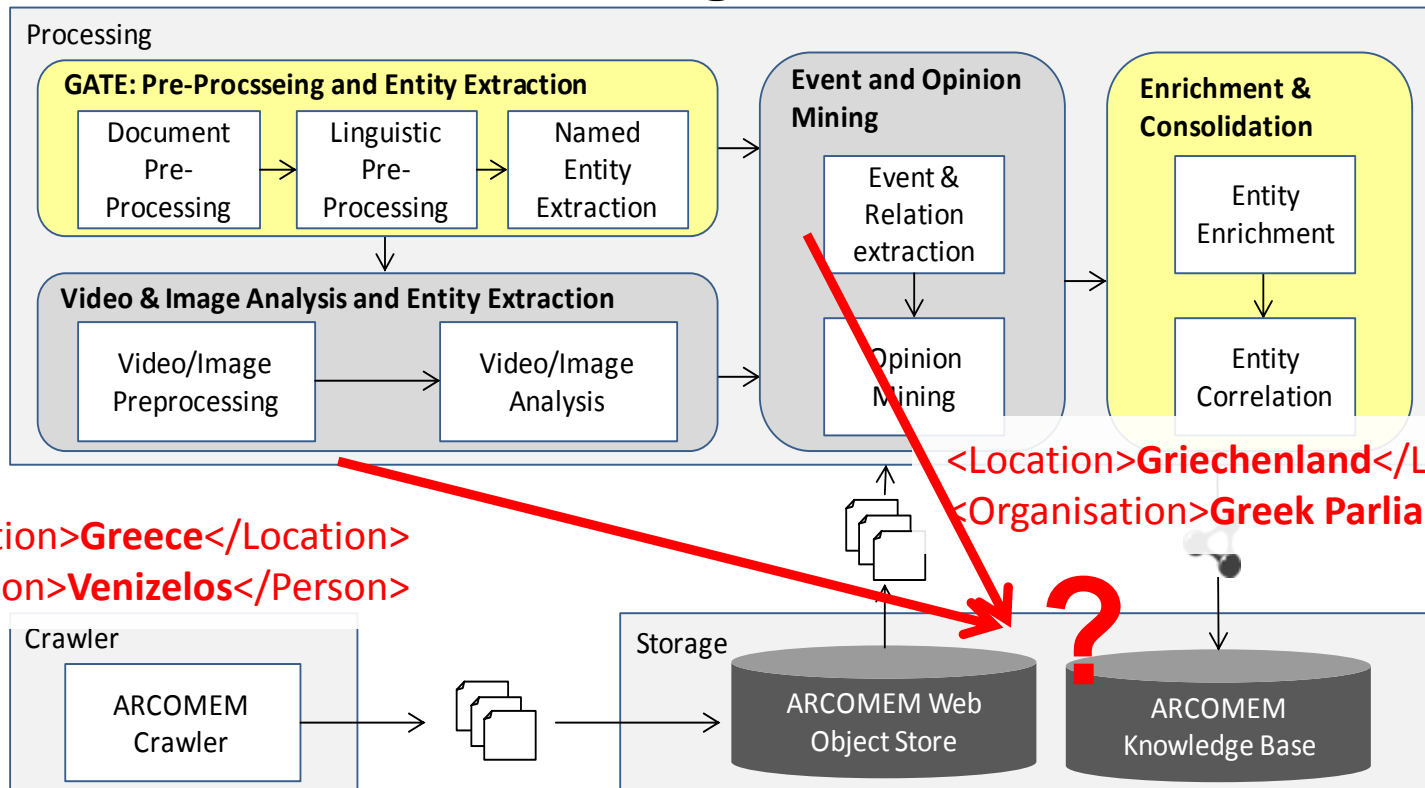 Processing
GATE: Pre-Procsseing and Entity Extraction
Document
Pre-
Processing
Linguistic
Pre-
Processing
Named
Entity
Extraction
Video & Image Analysis and Entity Extraction
Video/Image
Preprocessing
Video/Image
Analysis
Event and Opinion
Mining
Event &
Relation
extraction
Opinion
Mining
Enrichment &
Consolidation
Entity
Enrichment
Entity
Correlation
<Location>Griechenland</L
<Organisation>Greek Parlia
tion>Greece</Location>
on>Venizelos</Person>
?
Crawler
ARCOMEM
Crawler
Storage
ARCOMEM Web
Object Store
ARCOMEM
Knowledge Base